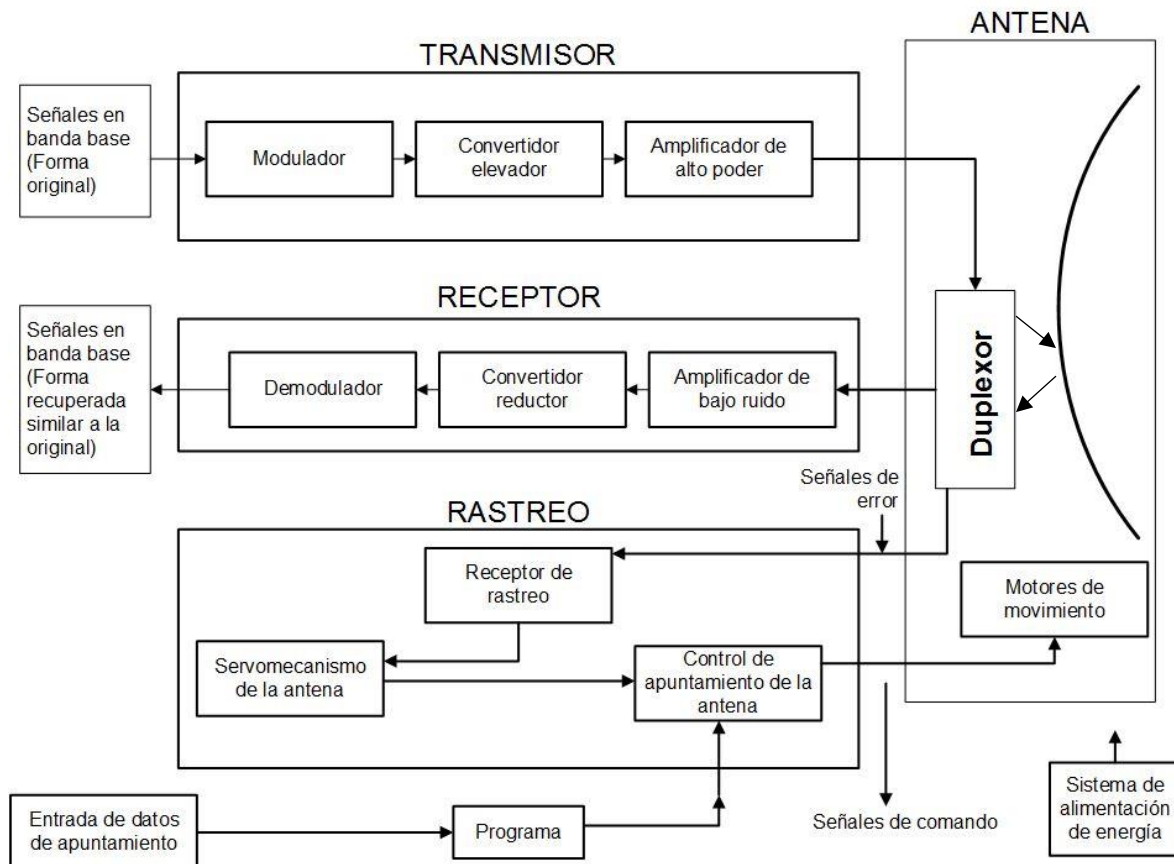 ANTENA
TRANSMISOR
Señales en
banda base
(Forma
original)
Modulador
Convertidor
elevador
Amplificador de
alto poder
RECEPTOR
Señales en
banda base
(Forma
recuperada
similar a la
original)
Demodulador
Convertidor
reductor
Amplificador de
bajo ruido
Duplexor
Señales de
error
RASTREO
Receptor de
rastreo
Motores de
movimiento
Servomecanismo
de la antena
Control de
apuntamiento de la
antena
Entrada de datos
de apuntamiento
Programa
Señales de comando
Sistema de
alimentación
de energía